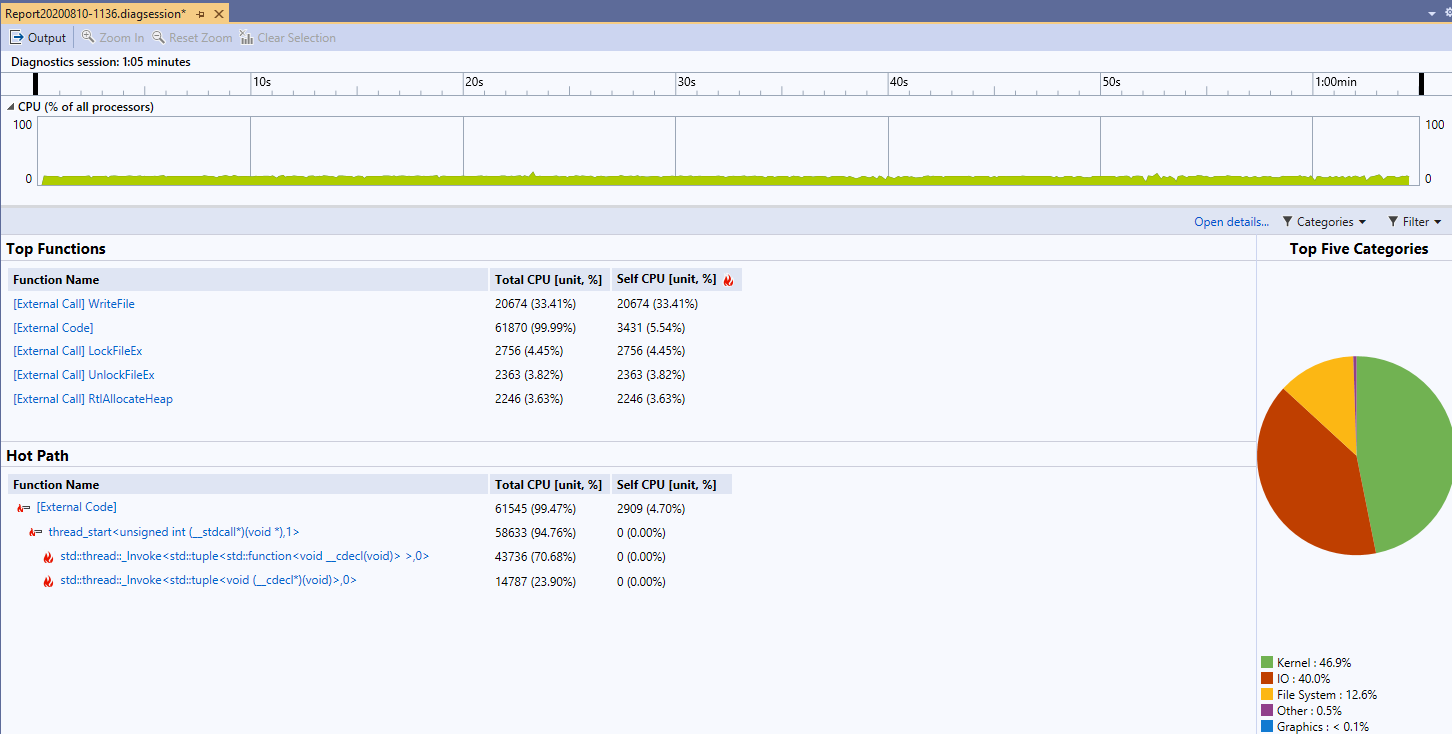 Report20200810-1136.diagsession*
Output Zoom In Reset Zoom Clear Selection
Diagnostics session: 1:05 minutes
10s 20s 30s 40s 50s 1:00min
CPU (% of all processors)
100 100
0 0
Open details... Categories Filter
Top Functions
Function Name Total CPU [unit, %] Self CPU [unit, %]
[External Call] WriteFile 20674 (33.41%) 20674 (33.41%)
[External Code] 61870 (99.99%) 3431 (5.54%)
[External Call] LockFileEx 2756 (4.45%) 2756 (4.45%)
[External Call] UnlockFileEx 2363 (3.82%) 2363 (3.82%)
[External Call] RtlAllocateHeap 2246 (3.63%) 2246 (3.63%)
Hot Path
Function Name Total CPU [unit, %] Self CPU [unit, %]
[External Code] 61545 (99.47%) 2909 (4.70%)
thread_start<unsigned int (__stdcall*)(void *),1> 58633 (94.76%) 0 (0.00%)
std::thread::_Invoke<std::tuple<std::function<void __cdecl(void)> >,0> 43736 (70.68%) 0 (0.00%)
std::thread::_Invoke<std::tuple<void (__cdecl*)(void)>,0> 14787 (23.90%) 0 (0.00%)
Top Five Categories
Kernel : 46.9%
IO : 40.0%
File System : 12.6%
Other : 0.5%
Graphics : < 0.1%